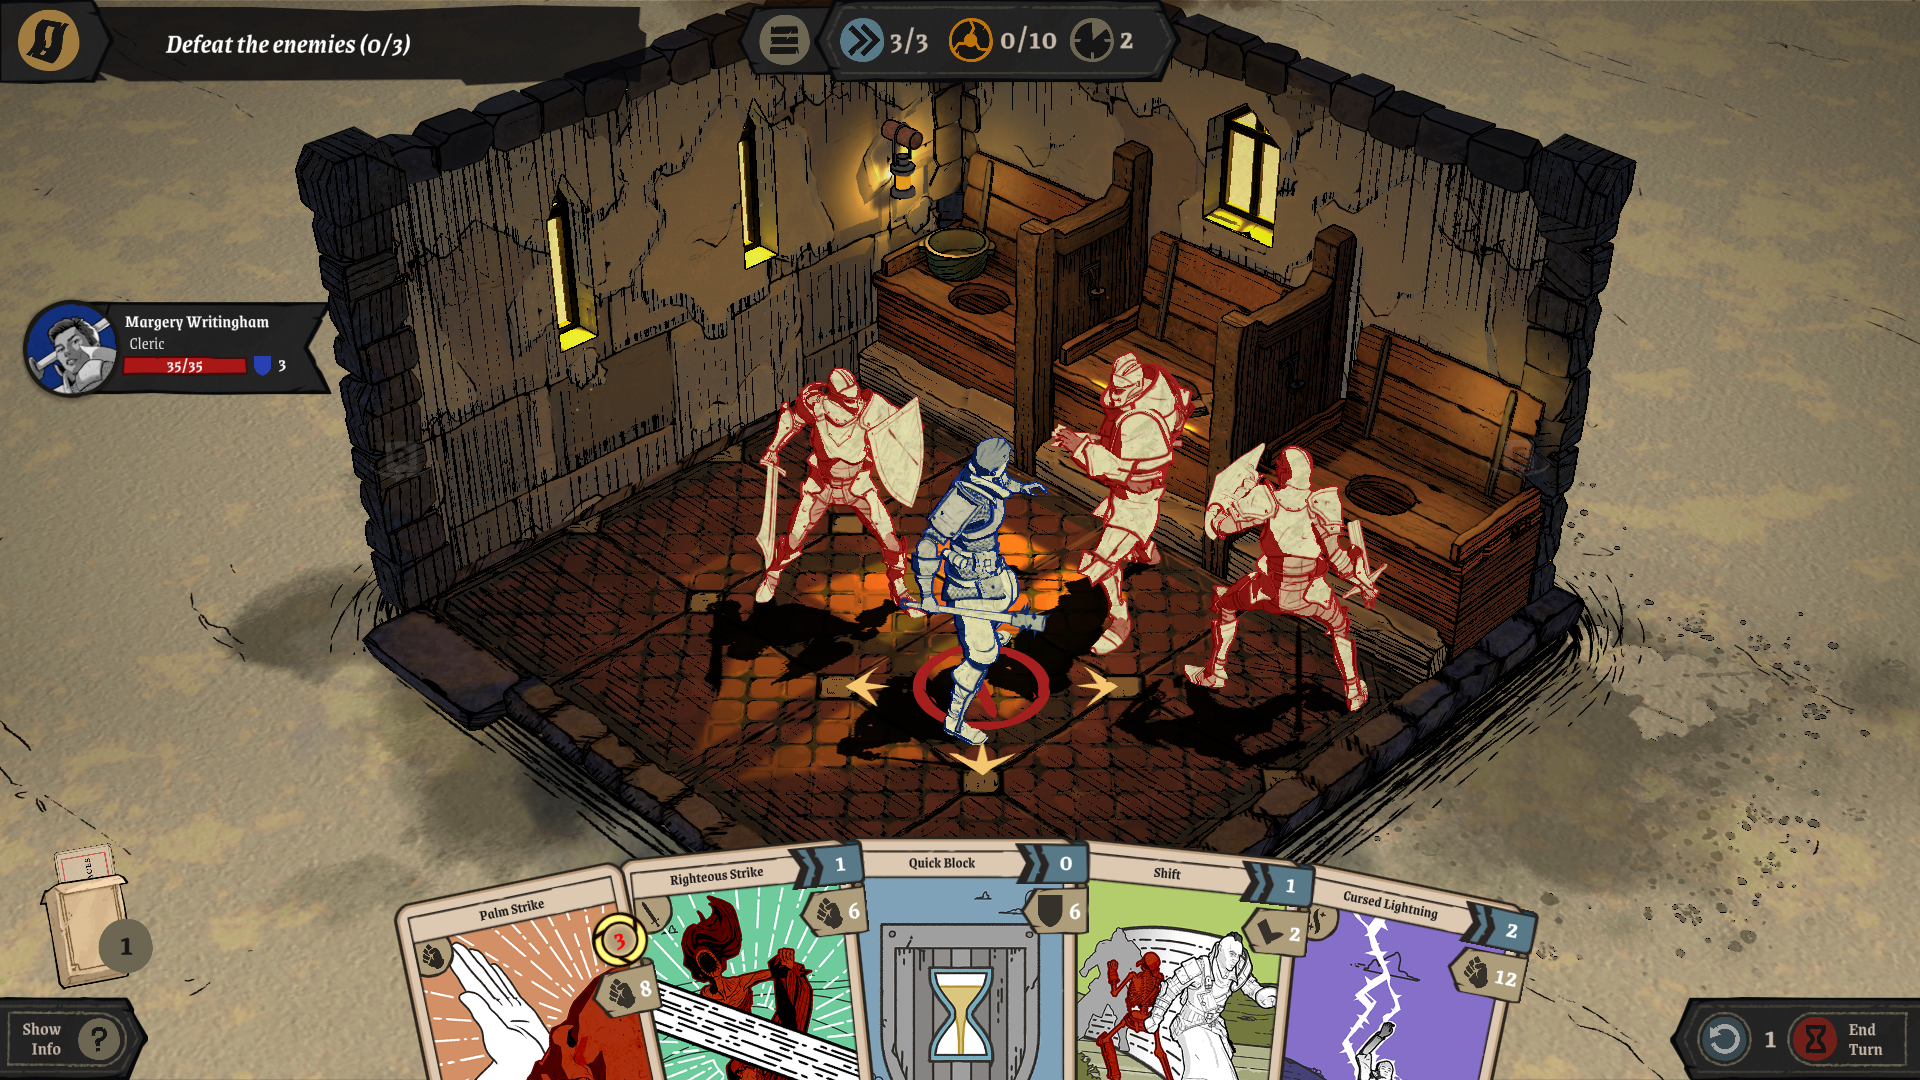 Defeat the enemies (0/3)
3/3
0/10
2
Margery Writingham
Cleric
35/35
3
Palm Strike
3
8
Righteous Strike
1
6
Quick Block
0
6
Shift
1
2
Cursed Lightning
2
12
ACES
1
Show
Info
?
1
End
Turn